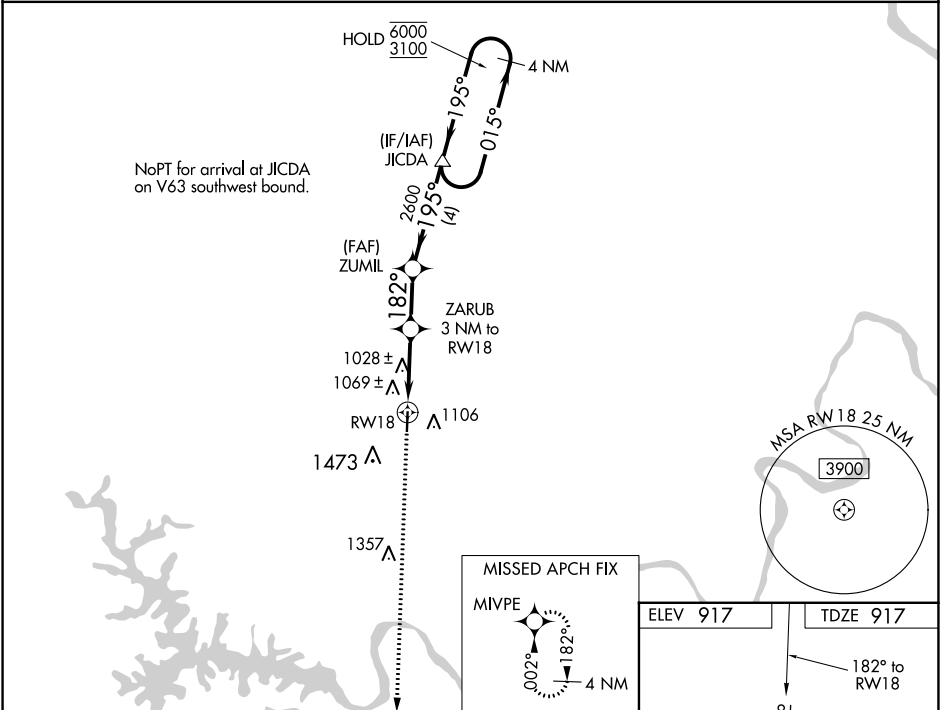 HOLD 6000
3100
4 NM
195°
015°
(IF/IAF)
JICDA
NoPT for arrival at JICDA
on V63 southwest bound.
2600
195°
(4)
(FAF)
ZUMIL
182°
ZARUB
3 NM to
RW18
1028 ±
1069 ±
RW18
1106
1473
MSA RW18 25 NM
3900
1357
MISSED APCH FIX
MIVPE
002°
182°
4 NM
ELEV 917
TDZE 917
182° to
RW18